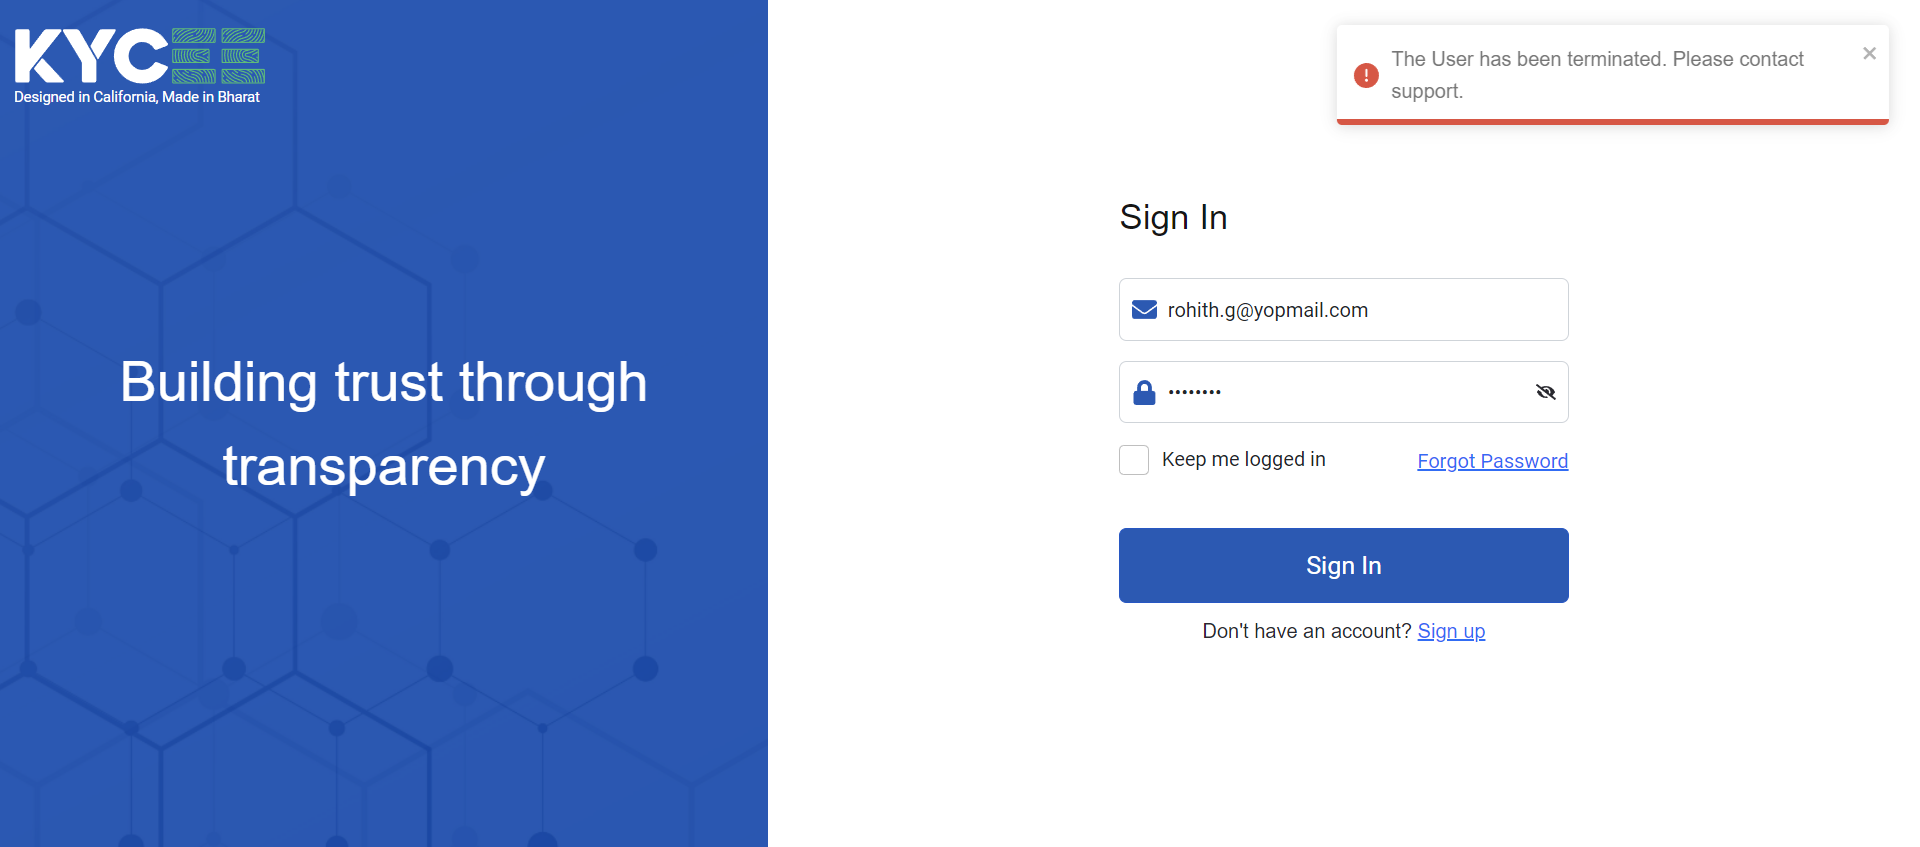 KYCEE
Designed in California, Made in Bharat
Building trust through
transparency
The User has been terminated. Please contact
support.
Sign In
rohith.g@yopmail.com
••••••••
Keep me logged in
Forgot Password
Sign In
Don't have an account? Sign up